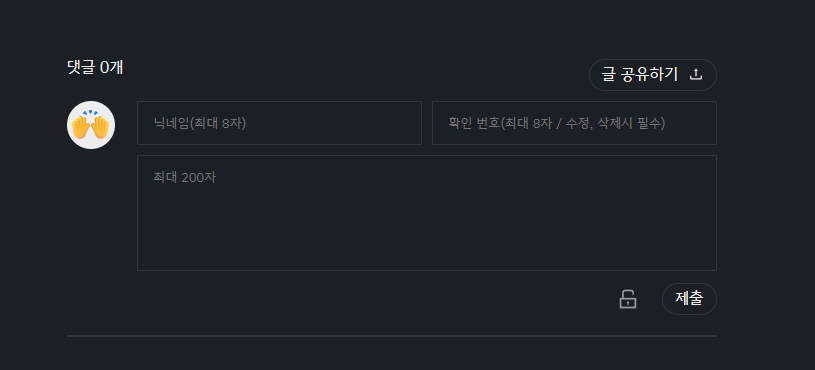 댓글 0개
글 공유하기
닉네임(최대 8자)
확인 번호(최대 8자 / 수정, 삭제시 필수)
최대 200자
제출